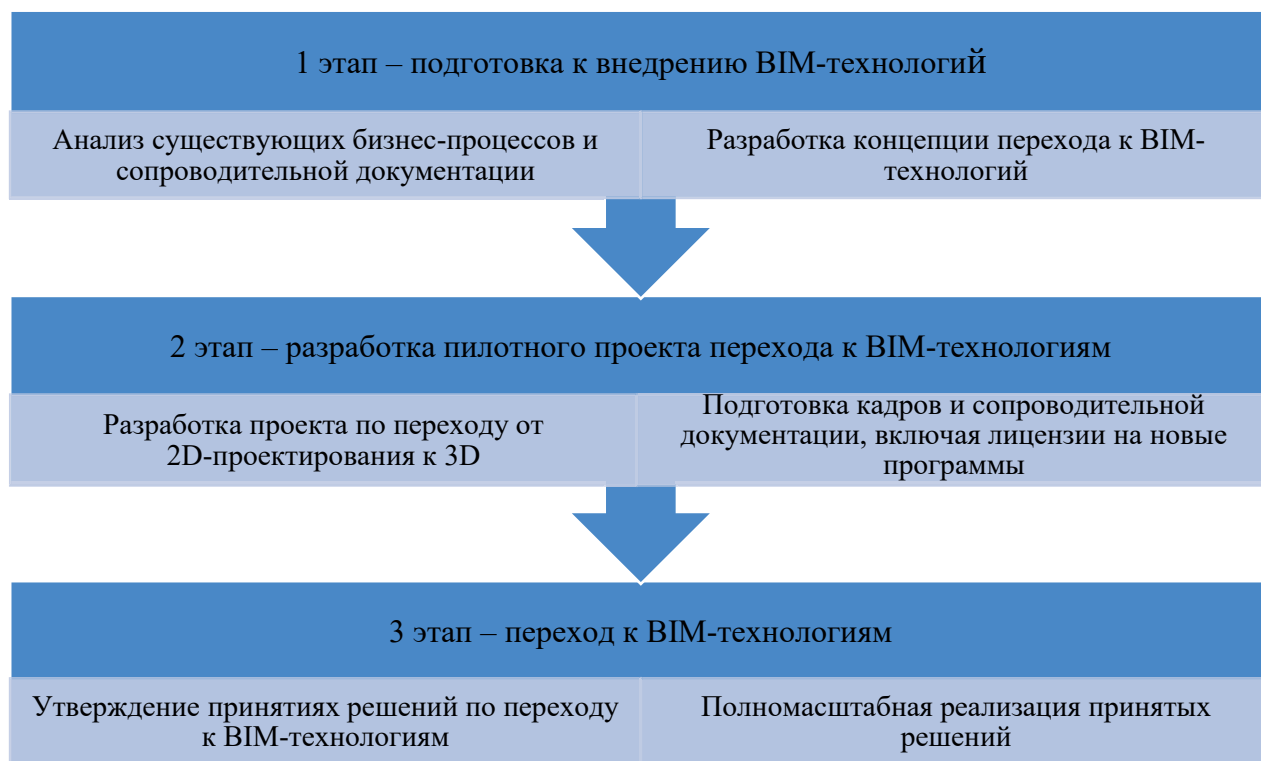 1 этап – подготовка к внедрению BIM-технологий
Анализ существующих бизнес-процессов и
сопроводительной документации
Разработка концепции перехода к BIM-
технологий
2 этап – разработка пилотного проекта перехода к BIM-технологиям
Разработка проекта по переходу от
2D-проектирования к 3D
Подготовка кадров и сопроводительной
документации, включая лицензии на новые
программы
3 этап – переход к BIM-технологиям
Утверждение принятиях решений по переходу
к BIM-технологиям
Полномасштабная реализация принятых
решений